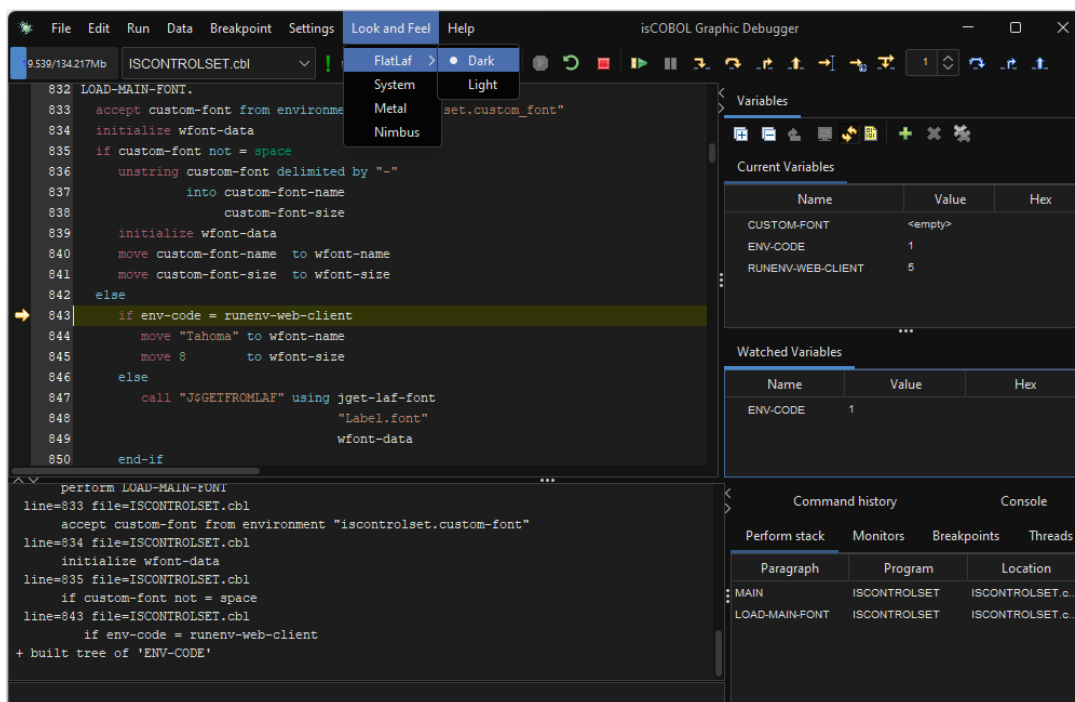 File Edit Run Data Breakpoint Settings Look and Feel Help isCOBOL Graphic Debugger
9.539/134.217Mb ISCONTROLSET.cbl 1
FlatLaf
System
Metal
Nimbus
Dark
Light
832 LOAD-MAIN-FONT.
833 accept custom-font from environme set.custom_font"
834 initialize wfont-data
835 if custom-font not = space
836 unstring custom-font delimited by "-"
837 into custom-font-name
838 custom-font-size
839 initialize wfont-data
840 move custom-font-name to wfont-name
841 move custom-font-size to wfont-size
842 else
843 if env-code = runenv-web-client
844 move "Tahoma" to wfont-name
845 move 8 to wfont-size
846 else
847 call "J$GETFROMLAF" using jget-laf-font
848 "Label.font"
849 wfont-data
850 end-if
Variables
Current Variables
Name Value Hex
CUSTOM-FONT <empty>
ENV-CODE 1
RUNENV-WEB-CLIENT 5
Watched Variables
Name Value Hex
ENV-CODE 1
perform LOAD-MAIN-FONT
line=833 file=ISCONTROLSET.cbl
accept custom-font from environment "iscontrolset.custom-font"
line=834 file=ISCONTROLSET.cbl
initialize wfont-data
line=835 file=ISCONTROLSET.cbl
if custom-font not = space
line=843 file=ISCONTROLSET.cbl
if env-code = runenv-web-client
+ built tree of 'ENV-CODE'
Command history Console
Perform stack Monitors Breakpoints Threads
Paragraph Program Location
MAIN ISCONTROLSET ISCONTROLSET.c...
LOAD-MAIN-FONT ISCONTROLSET ISCONTROLSET.c...